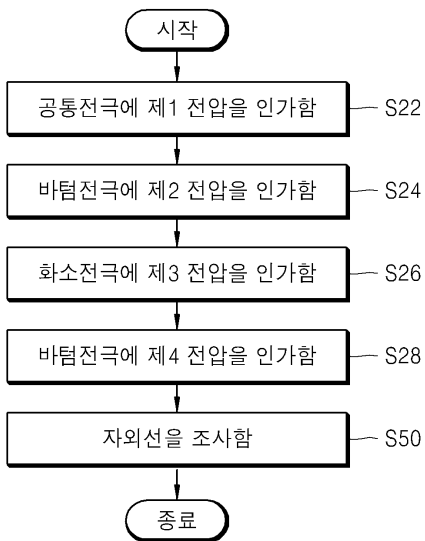 시작
공통전극에 제1 전압을 인가함 S22
바텀전극에 제2 전압을 인가함 S24
화소전극에 제3 전압을 인가함 S26
바텀전극에 제4 전압을 인가함 S28
자외선을 조사함 S50
종료